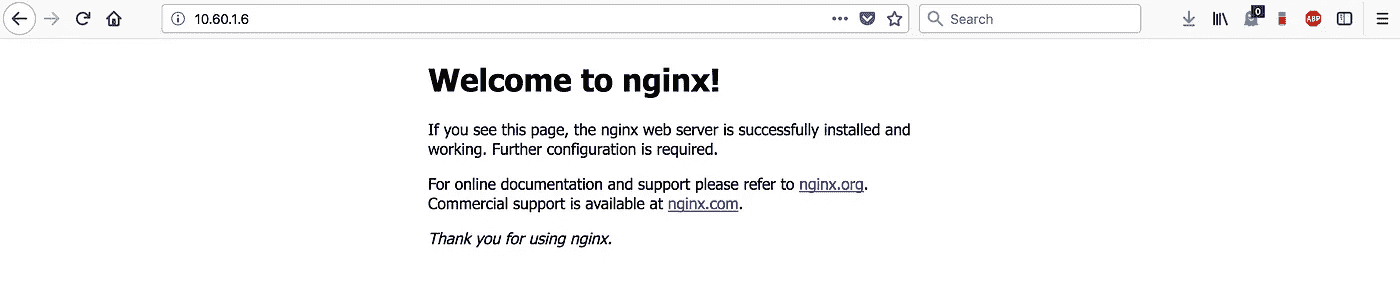 10.60.1.6
Search
0
ABP
Welcome to nginx!
If you see this page, the nginx web server is successfully installed and
working. Further configuration is required.
For online documentation and support please refer to nginx.org.
Commercial support is available at nginx.com.
Thank you for using nginx.